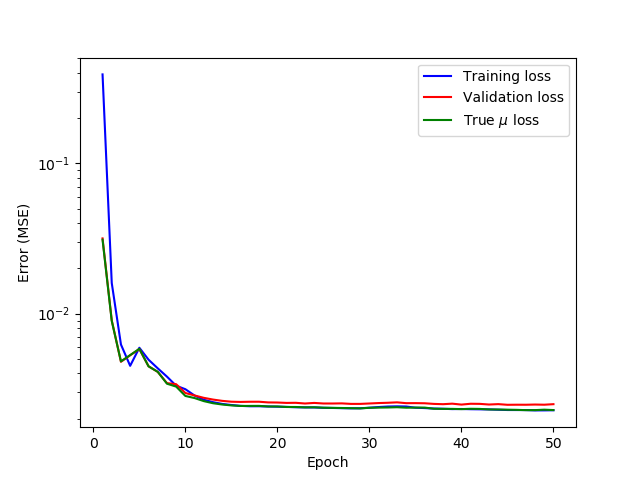 Training loss
Validation loss
True μ loss
10⁻¹
10⁻²
Error (MSE)
0 10 20 30 40 50
Epoch